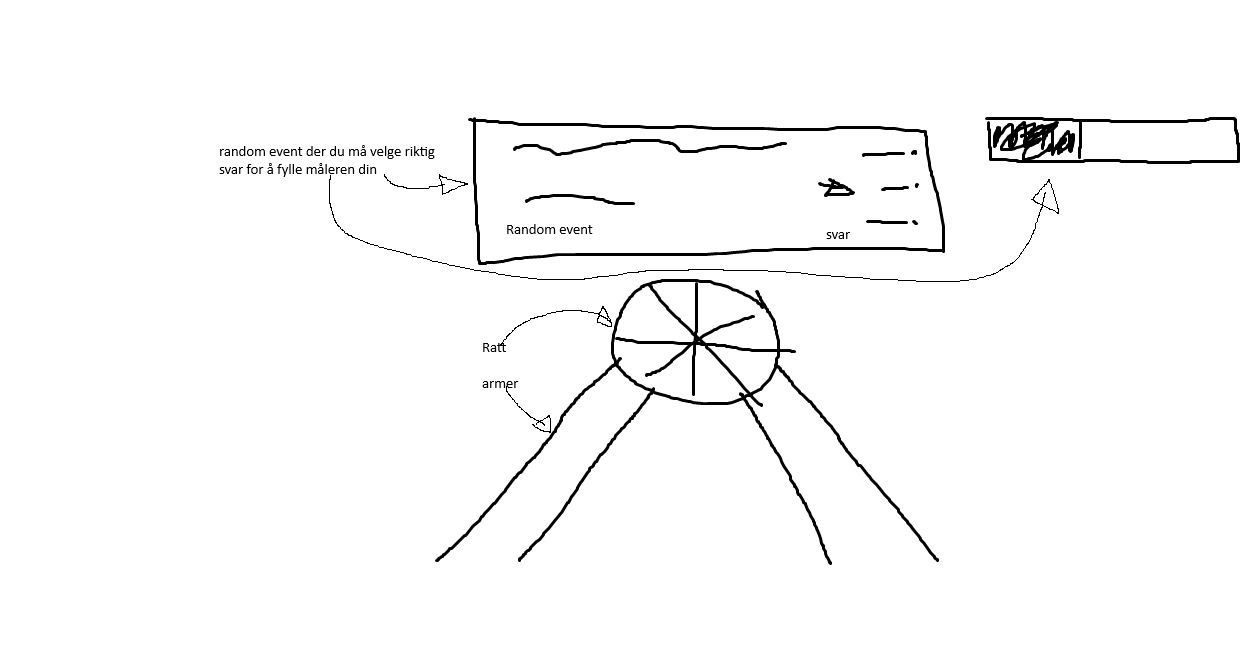 random event der du må velge riktig
svar for å fylle måleren din
Random event
svar
Ratt
armer